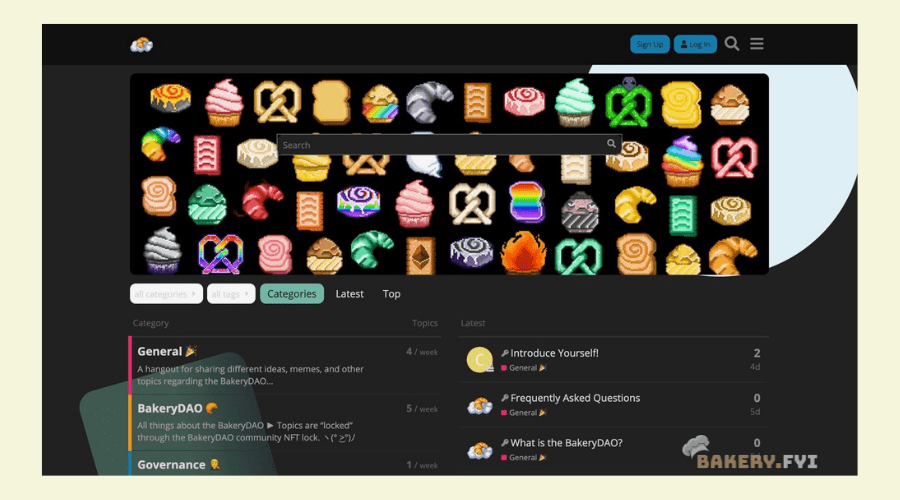 Sign Up Log In
Search
all categories all tags Categories Latest Top
Category Topics
General 🎉 4 / week
A hangout for sharing different ideas, memes, and other
topics regarding the BakeryDAO...
BakeryDAO 🥐 5 / week
All things about the BakeryDAO ► Topics are “locked”
through the BakeryDAO community NFT lock. ヽ(° ͜ʖ°)ﾉ
Governance 1 / week
Latest
C Introduce Yourself! 2
General 🎉 4d
Frequently Asked Questions 0
General 🎉 5d
What is the BakeryDAO? 0
General 🎉
BAKERY.FYI